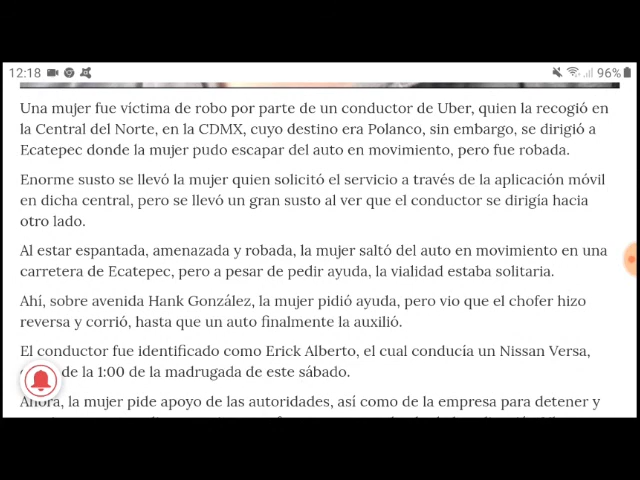 12:18
96%
Una mujer fue víctima de robo por parte de un conductor de Uber, quien la recogió en
la Central del Norte, en la CDMX, cuyo destino era Polanco, sin embargo, se dirigió a
Ecatepec donde la mujer pudo escapar del auto en movimiento, pero fue robada.
Enorme susto se llevó la mujer quien solicitó el servicio a través de la aplicación móvil
en dicha central, pero se llevó un gran susto al ver que el conductor se dirigía hacia
otro lado.
Al estar espantada, amenazada y robada, la mujer saltó del auto en movimiento en una
carretera de Ecatepec, pero a pesar de pedir ayuda, la vialidad estaba solitaria.
Ahí, sobre avenida Hank González, la mujer pidió ayuda, pero vio que el chofer hizo
reversa y corrió, hasta que un auto finalmente la auxilió.
El conductor fue identificado como Erick Alberto, el cual conducía un Nissan Versa,
de la 1:00 de la madrugada de este sábado.
Ahora, la mujer pide apoyo de las autoridades, así como de la empresa para detener y